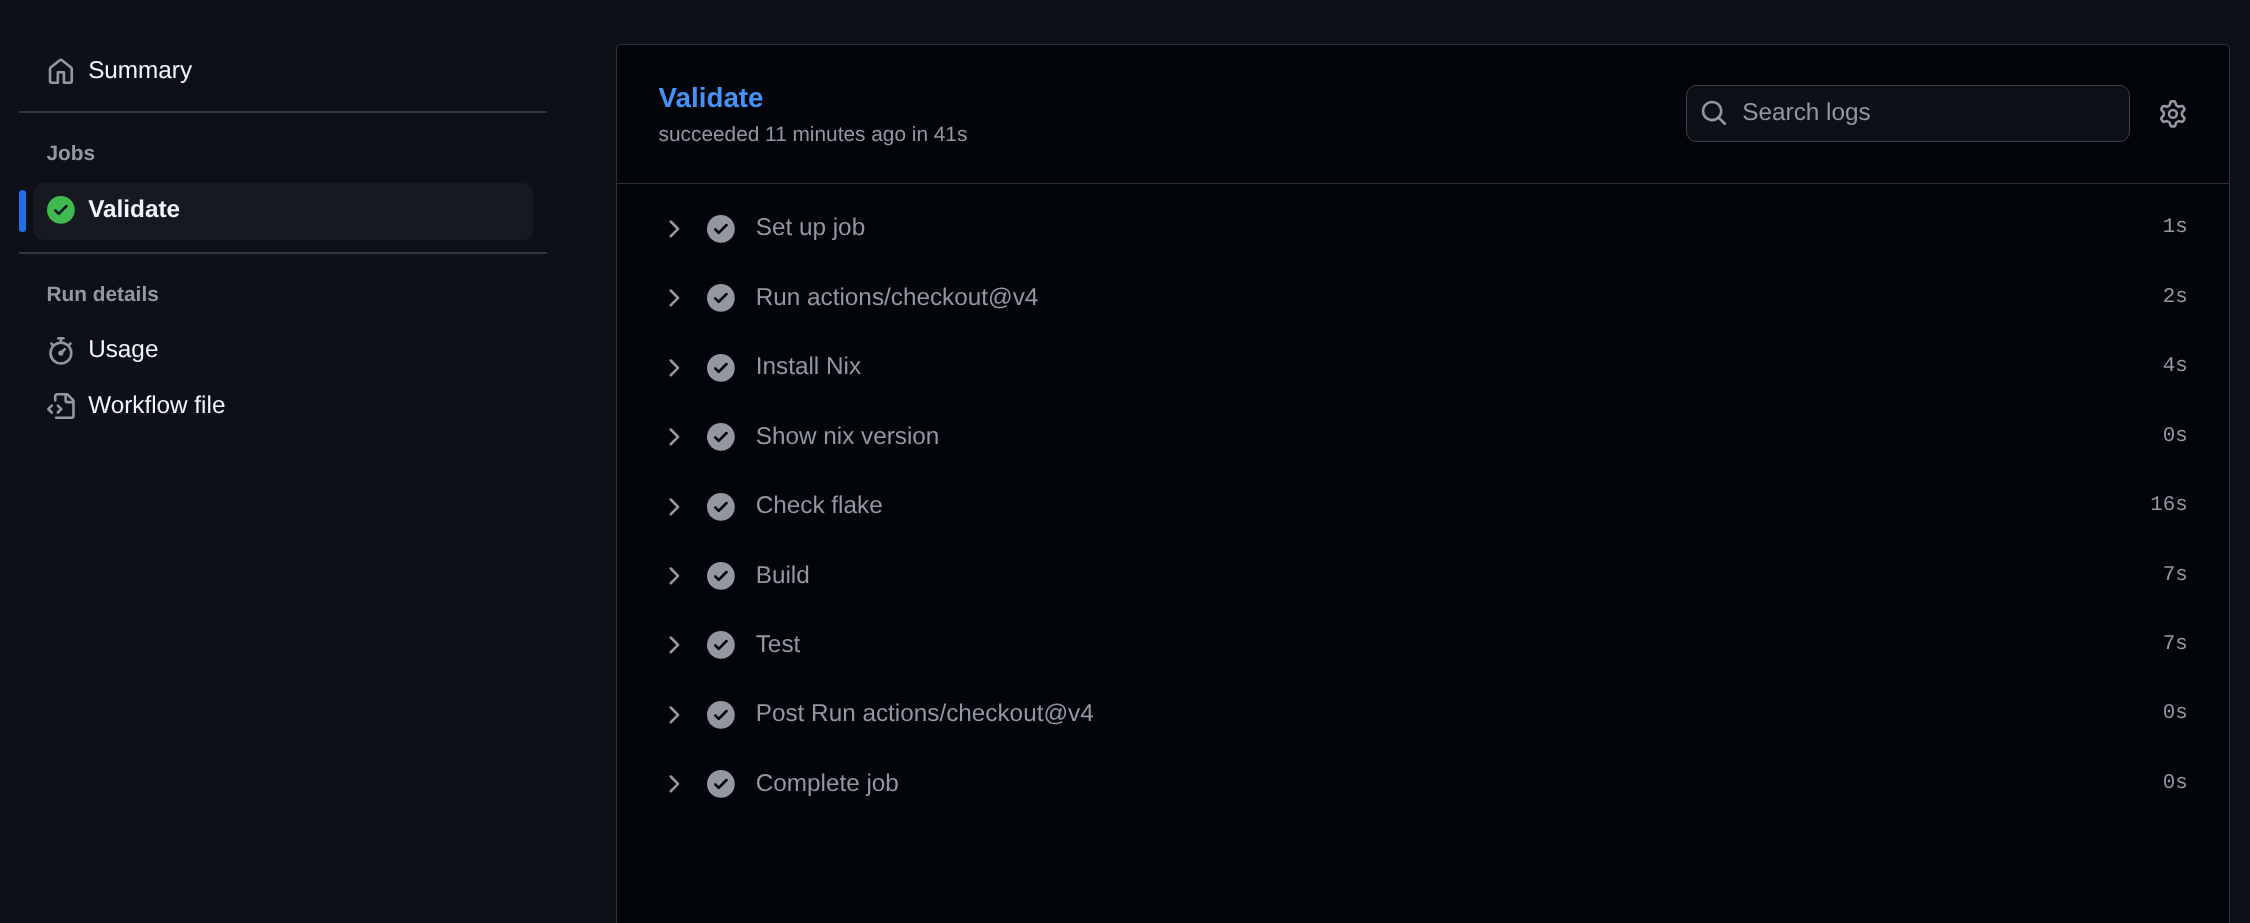 Summary
Jobs
Validate
Run details
Usage
Workflow file
Validate
succeeded 11 minutes ago in 41s
Search logs
Set up job 1s
Run actions/checkout@v4 2s
Install Nix 4s
Show nix version 0s
Check flake 16s
Build 7s
Test 7s
Post Run actions/checkout@v4 0s
Complete job 0s